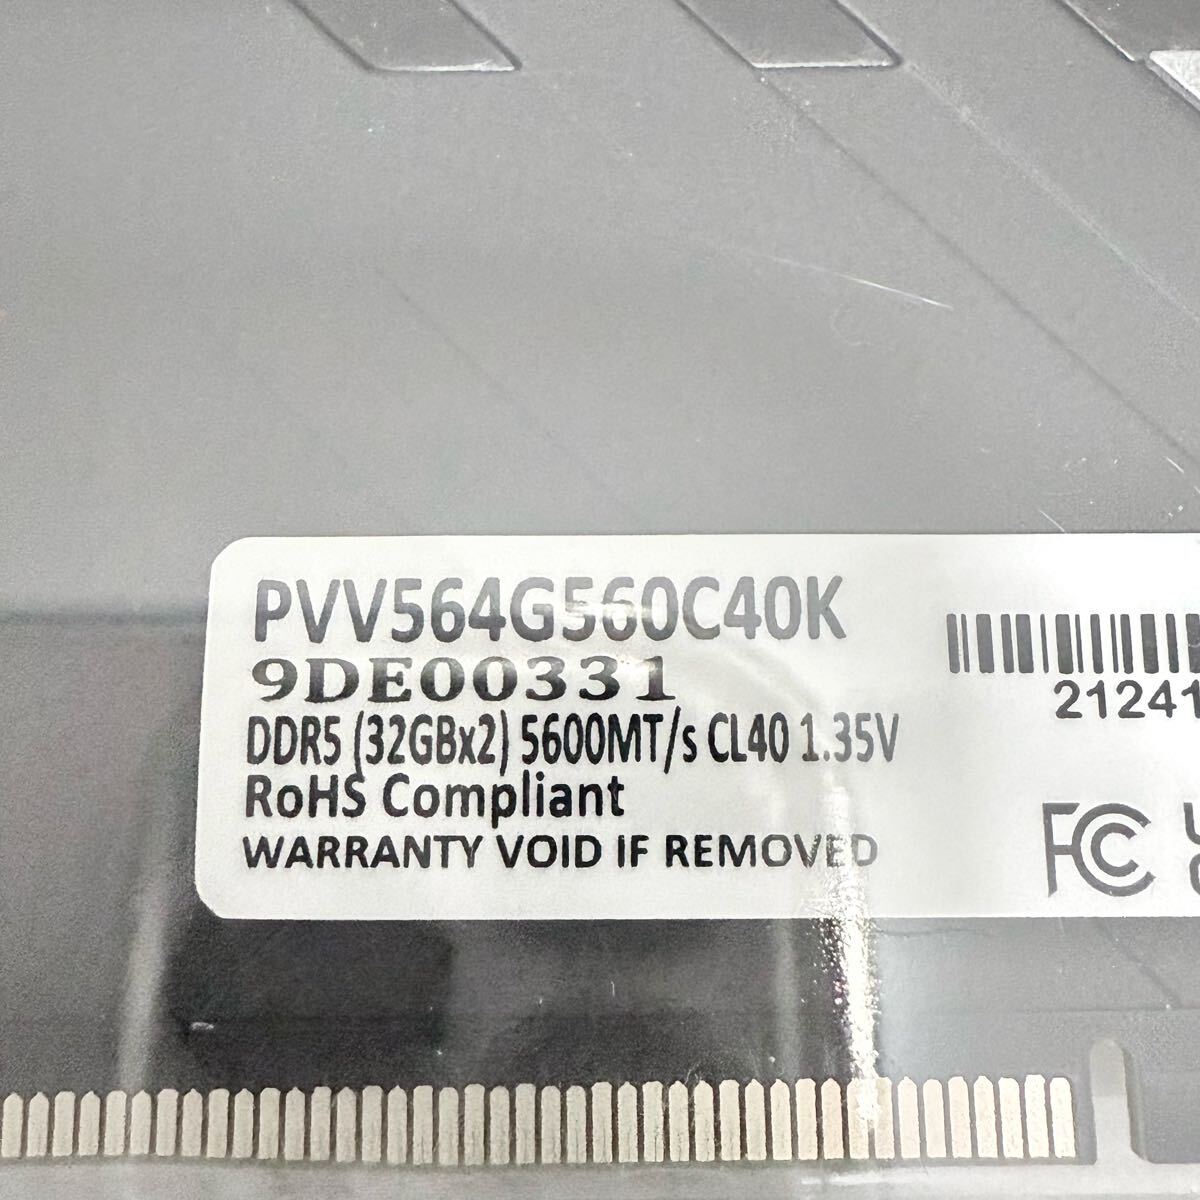 PVV564G560C40K
9DE00331
DDR5 (32GBx2) 5600MT/s CL40 1.35V
RoHS Compliant
WARRANTY VOID IF REMOVED
21241
FC